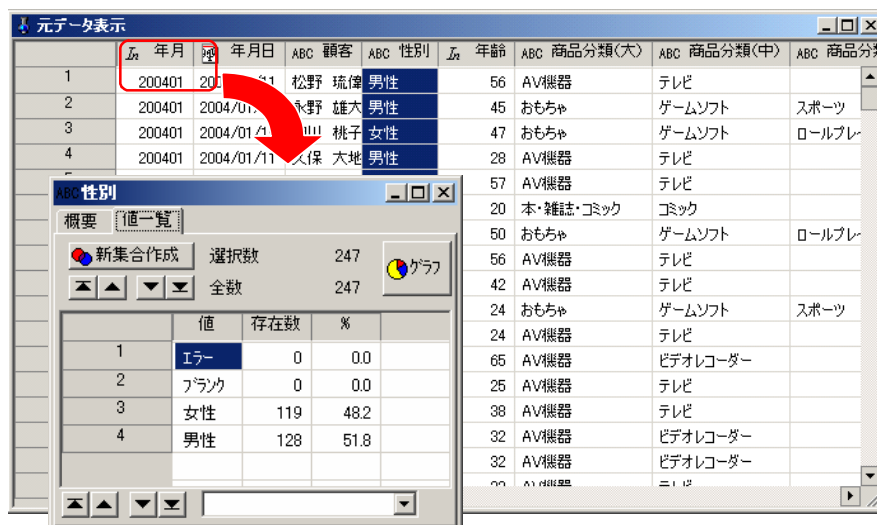 元データ表示
年月 年月日 ABC 顧客 ABC 性別 年齢 ABC 商品分類(大) ABC 商品分類(中) ABC 商品分
1 200401 松野 琉偉 男性 56 AV機器 テレビ
2 200401 2004/01/ 永野 雄大 男性 45 おもちゃ ゲームソフト スポーツ
3 200401 2004/01/ 桃子 女性 47 おもちゃ ゲームソフト ロールプレ
4 200401 2004/01/11 久保 大地 男性 28 AV機器 テレビ
57 AV機器 テレビ
20 本・雑誌・コミック コミック
50 おもちゃ ゲームソフト ロールプレ
56 AV機器 テレビ
42 AV機器 テレビ
24 おもちゃ ゲームソフト スポーツ
24 AV機器 テレビ
65 AV機器 ビデオレコーダー
25 AV機器 テレビ
38 AV機器 テレビ
32 AV機器 ビデオレコーダー
32 AV機器 ビデオレコーダー
ABC 性別
概要 値一覧
新集合作成 選択数 247 グラフ
全数 247
値 存在数 %
1 エラー 0 0.0
2 ブランク 0 0.0
3 女性 119 48.2
4 男性 128 51.8